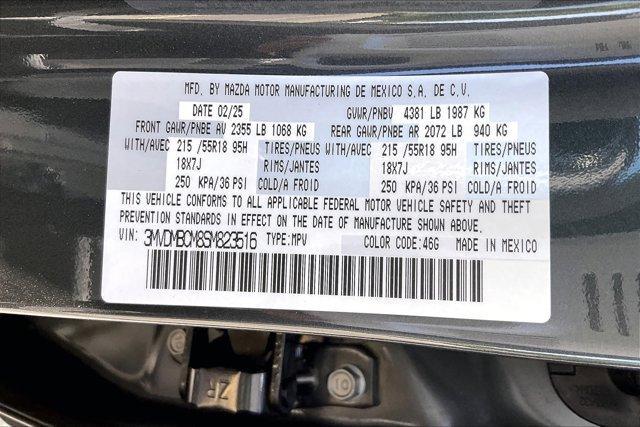 MFD. BY MAZDA MOTOR MANUFACTURING DE MEXICO S.A. DE C.V.
DATE 02/25 GVWR/PNBV 4381 LB 1987 KG
FRONT GAWR/PNBE AV 2355 LB 1068 KG REAR GAWR/PNBE AR 2072 LB 940 KG
WITH/AVEC 215 /55R18 95H TIRES/PNEUS WITH/AVEC 215 /55R18 95H TIRES/PNEUS
18X7J RIMS/JANTES 18X7J RIMS/JANTES
250 KPA/36 PSI COLD/A FROID 250 KPA/36 PSI COLD/A FROID
THIS VEHICLE CONFORMS TO ALL APPLICABLE FEDERAL MOTOR VEHICLE SAFETY AND THEFT
PREVENTION STANDARDS IN EFFECT ON THE DATE OF MANUFACTURE SHOWN ABOVE.
VIN: 3MVDMBCM8SM823516 TYPE:MPV COLOR CODE:46G MADE IN MEXICO
ZR
10